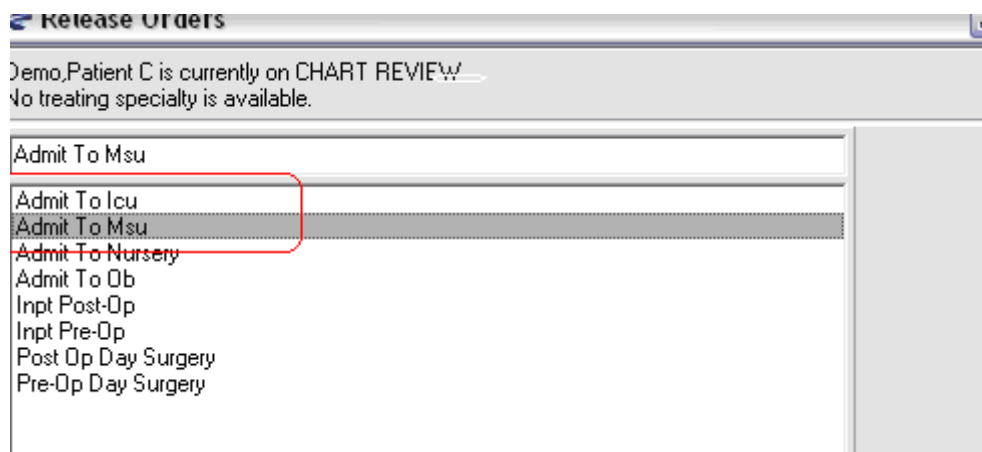 Release Orders
Demo,Patient C is currently on CHART REVIEW
No treating specialty is available.
Admit To Msu
Admit To Icu
Admit To Msu
Admit To Nursery
Admit To Ob
Inpt Post-Op
Inpt Pre-Op
Post Op Day Surgery
Pre-Op Day Surgery